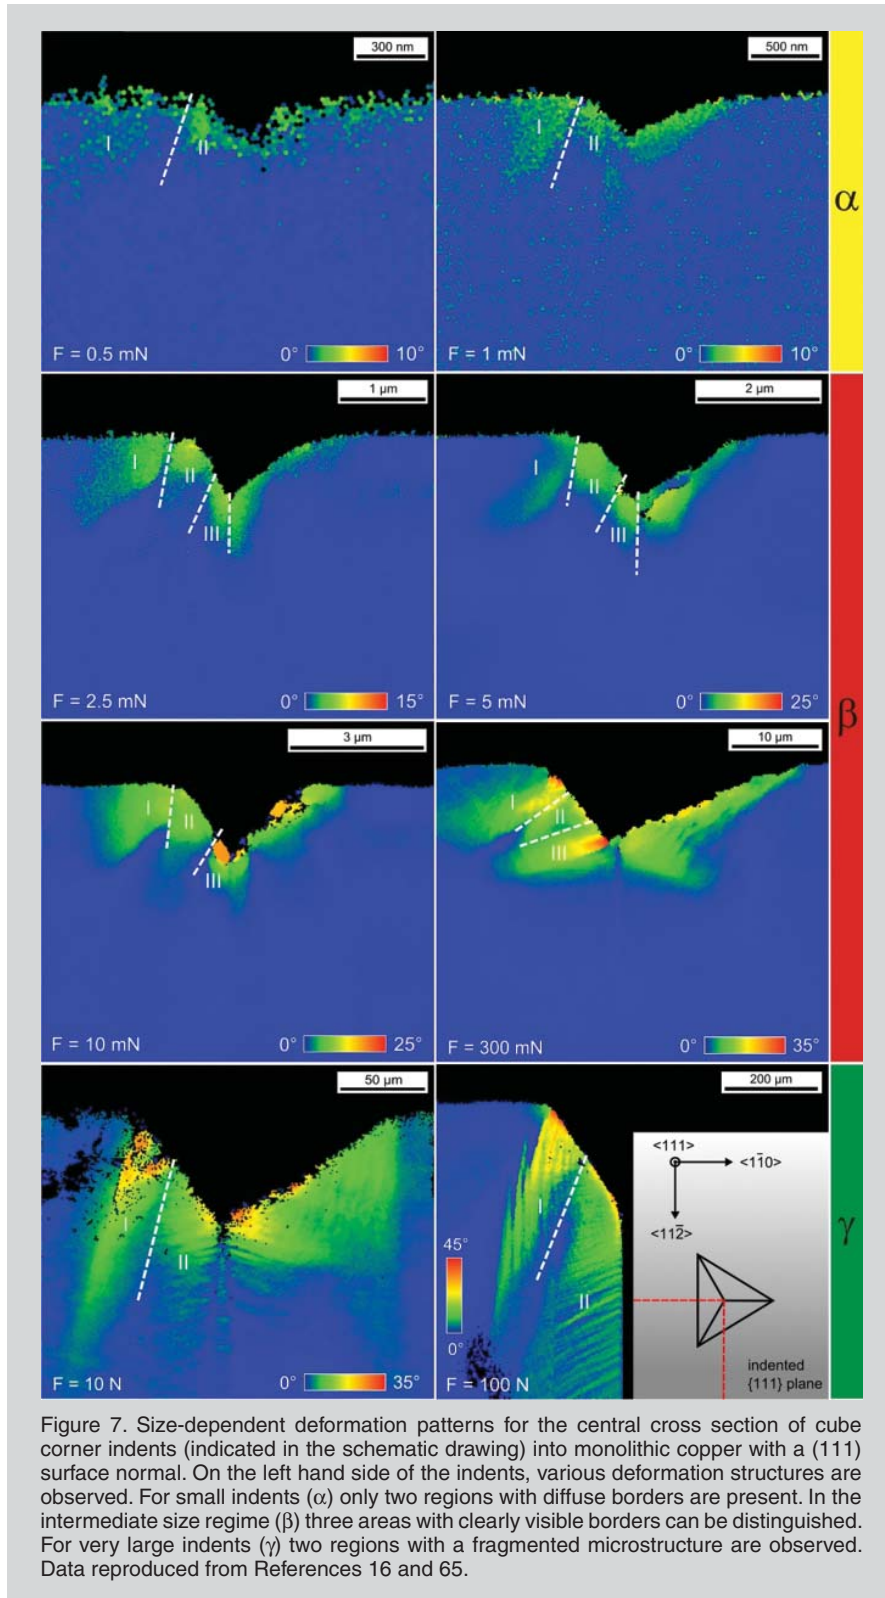 300 nm
I
II
F = 0.5 mN
0°
10°
500 nm
I
II
F = 1 mN
0°
10°
α
1 µm
I
II
III
F = 2.5 mN
0°
15°
2 µm
I
II
III
F = 5 mN
0°
25°
β
3 µm
I
II
III
F = 10 mN
0°
25°
10 µm
I
II
III
F = 300 mN
0°
35°
50 µm
I
II
F = 10 N
0°
35°
200 µm
I
II
45°
0°
F = 100 N
<111>
<11̅0>
<112̅>
indented
{111} plane
γ
Figure 7. Size-dependent deformation patterns for the central cross section of cube
corner indents (indicated in the schematic drawing) into monolithic copper with a (111)
surface normal. On the left hand side of the indents, various deformation structures are
observed. For small indents (α) only two regions with diffuse borders are present. In the
intermediate size regime (β) three areas with clearly visible borders can be distinguished.
For very large indents (γ) two regions with a fragmented microstructure are observed.
Data reproduced from References 16 and 65.